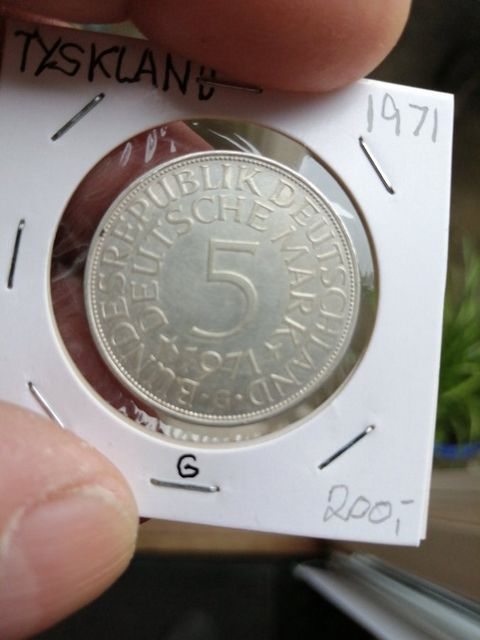 TYSKLAND
1971
BUNDESREPUBLIK DEUTSCHLAND
DEUTSCHE MARK
5
1971
G
G
200,-